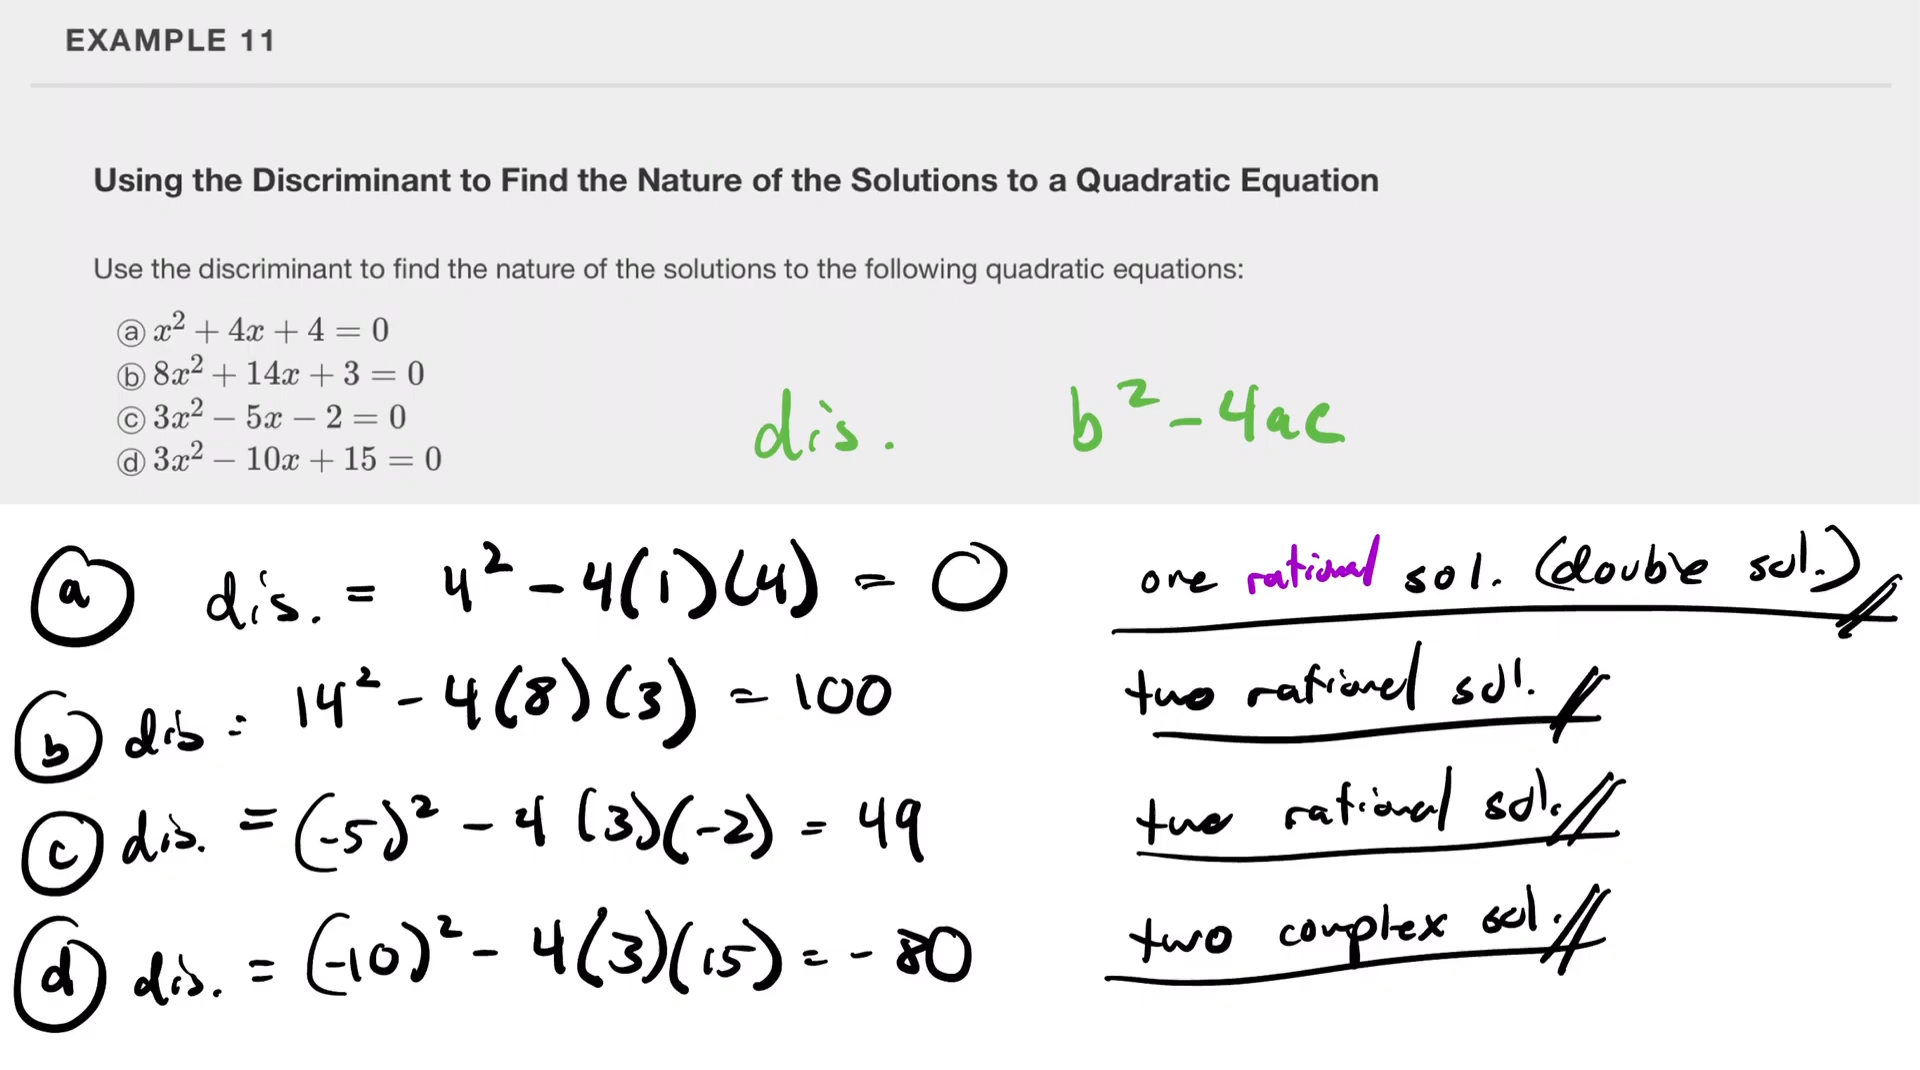 EXAMPLE 11
Using the Discriminant to Find the Nature of the Solutions to a Quadratic Equation
Use the discriminant to find the nature of the solutions to the following quadratic equations:
ⓐ x² + 4x + 4 = 0
ⓑ 8x² + 14x + 3 = 0
ⓒ 3x² − 5x − 2 = 0
ⓓ 3x² − 10x + 15 = 0
dis. b² − 4ac
ⓐ dis. = 4² − 4(1)(4) = 0 one rational sol. (double sol.)
ⓑ dis = 14² − 4(8)(3) = 100 two rational sol.
ⓒ dis. = (−5)² − 4(3)(−2) = 49 two rational sol.
ⓓ dis. = (−10)² − 4(3)(15) = −80 two complex sol.